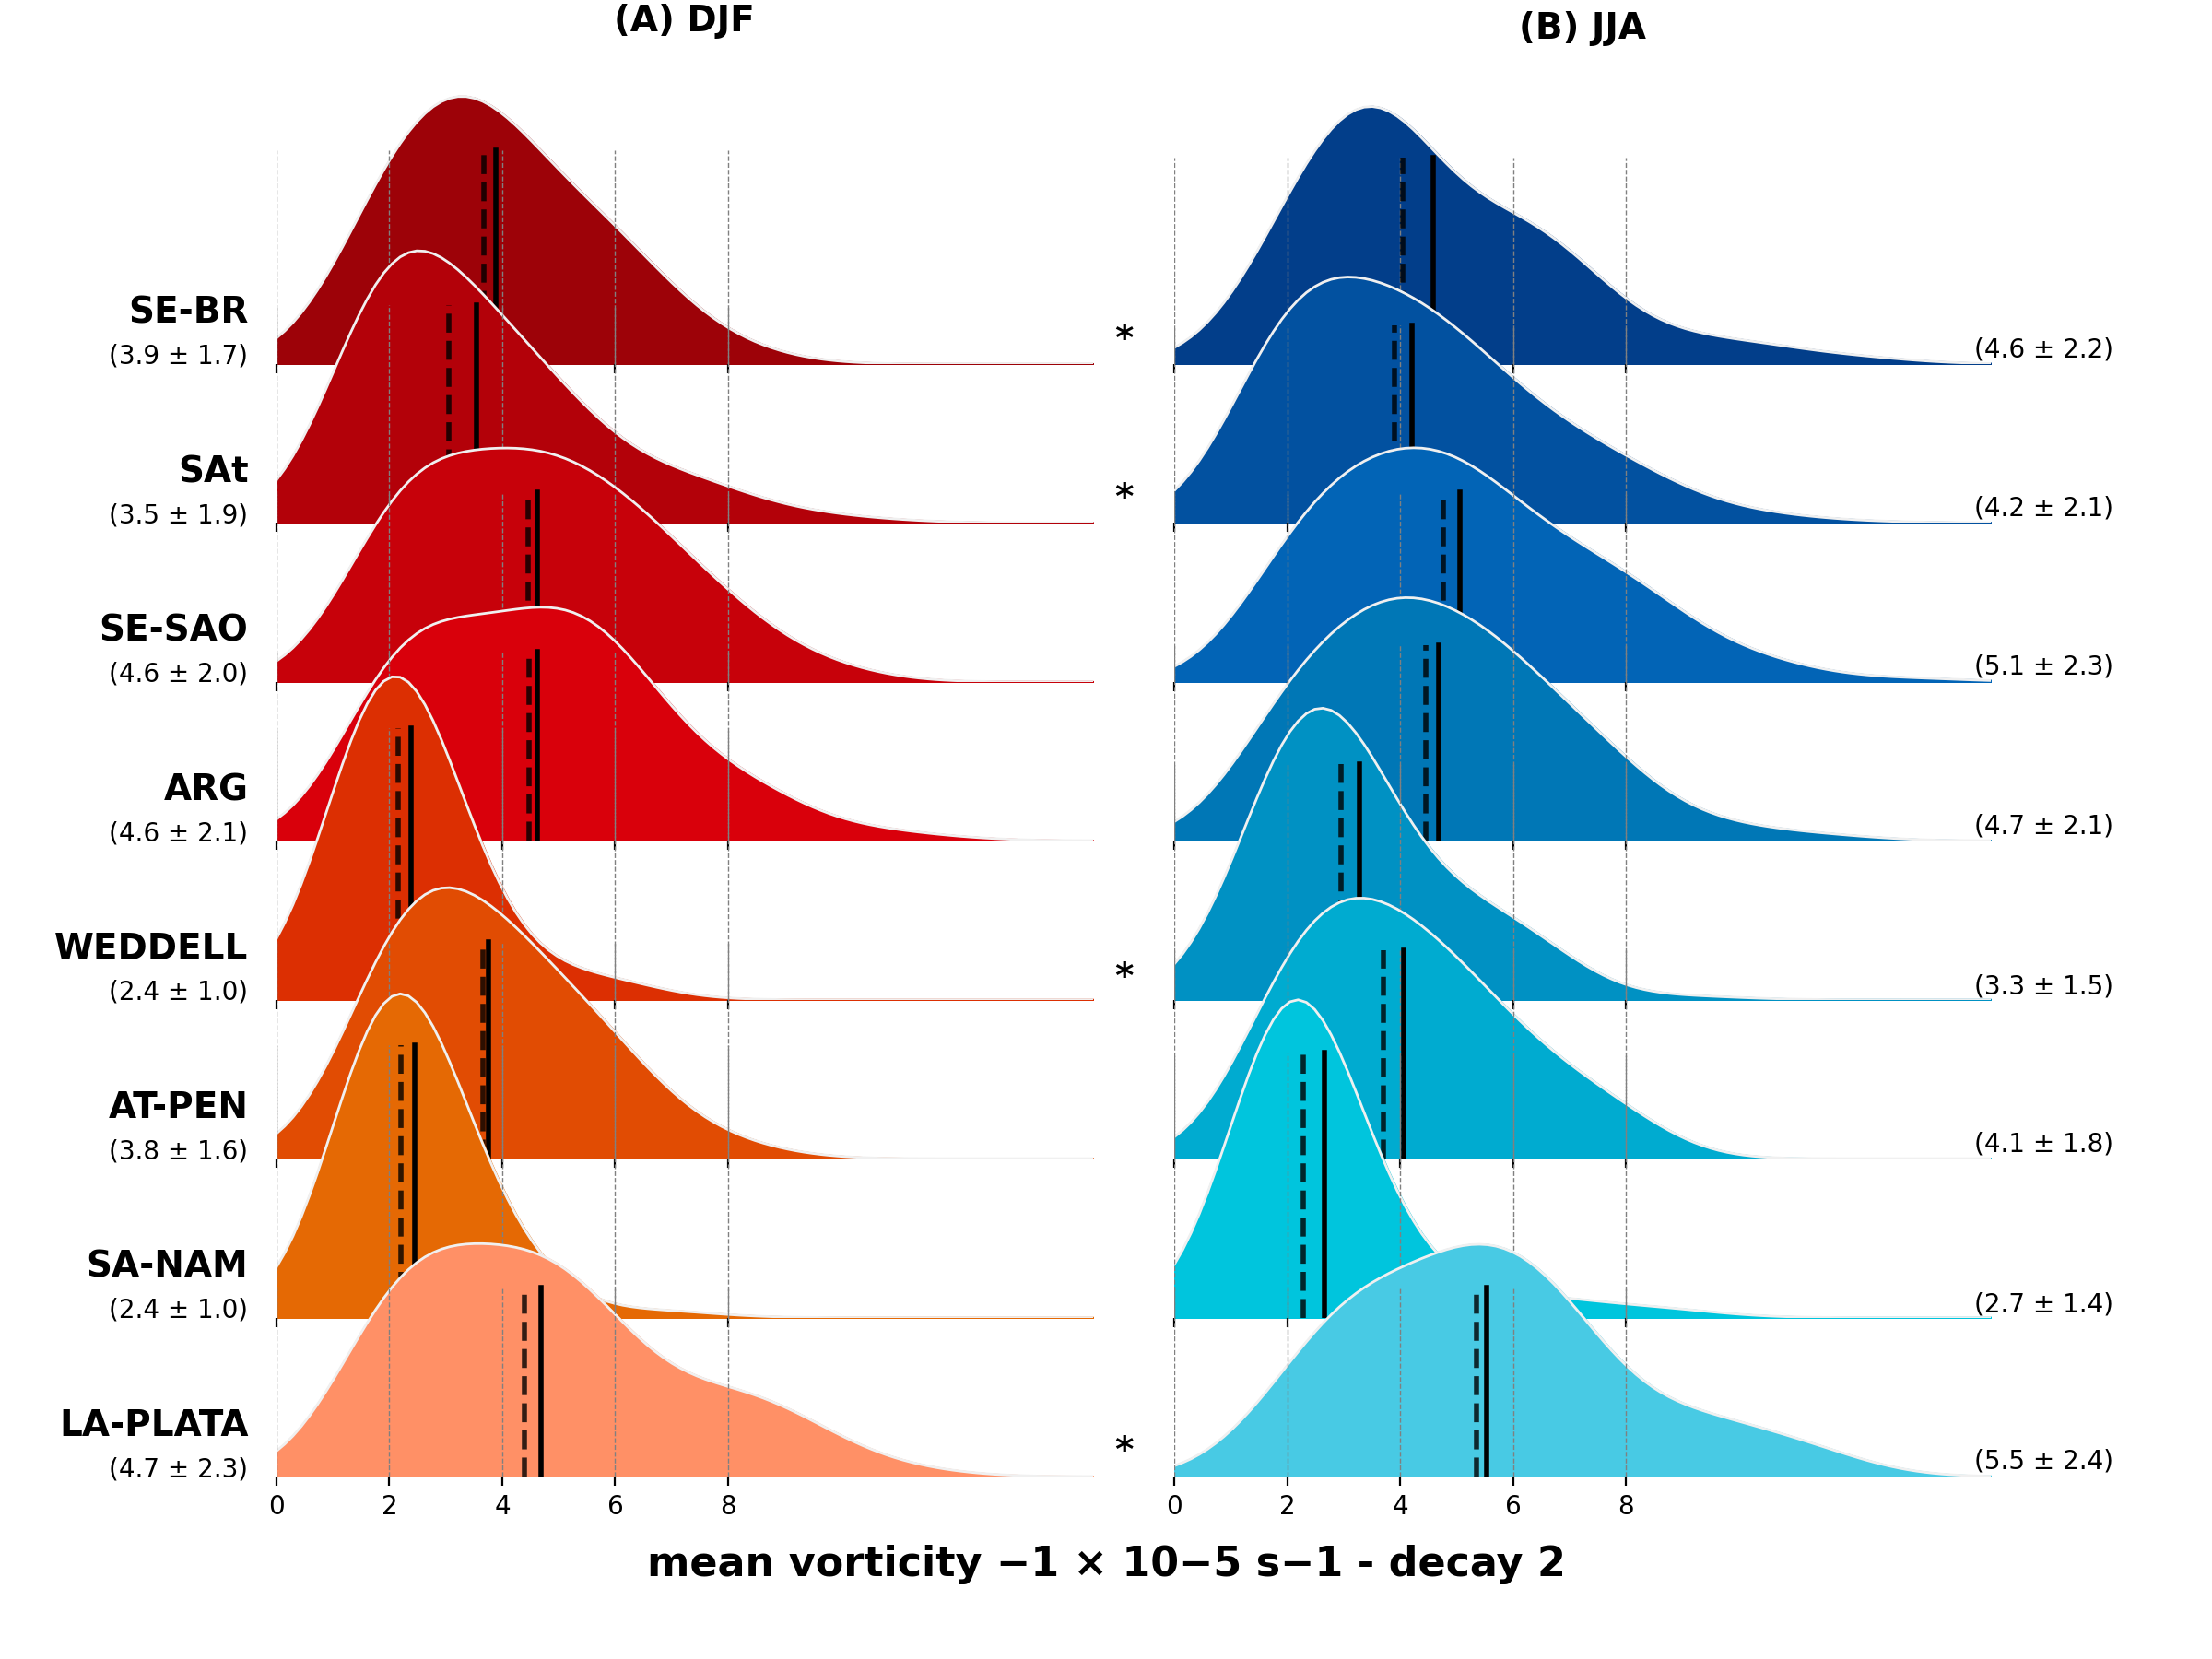 (A) DJF
(B) JJA
SE-BR
(3.9 ± 1.7)
*
(4.6 ± 2.2)
SAt
(3.5 ± 1.9)
*
(4.2 ± 2.1)
SE-SAO
(4.6 ± 2.0)
(5.1 ± 2.3)
ARG
(4.6 ± 2.1)
(4.7 ± 2.1)
WEDDELL
(2.4 ± 1.0)
*
(3.3 ± 1.5)
AT-PEN
(3.8 ± 1.6)
(4.1 ± 1.8)
SA-NAM
(2.4 ± 1.0)
(2.7 ± 1.4)
LA-PLATA
(4.7 ± 2.3)
*
(5.5 ± 2.4)
0 2 4 6 8
0 2 4 6 8
mean vorticity −1 × 10−5 s−1 - decay 2